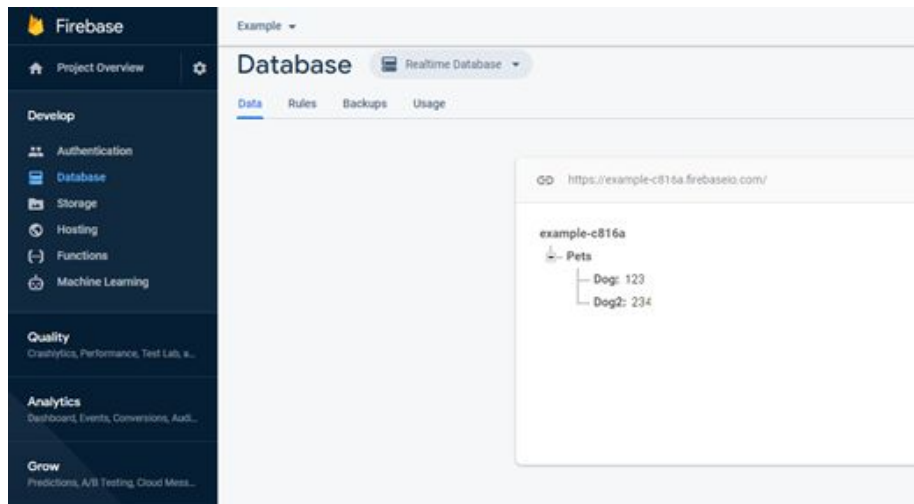 Firebase
Project Overview
Develop
Authentication
Database
Storage
Hosting
Functions
Machine Learning
Quality
Crashlytics, Performance, Test Lab, a...
Analytics
Dashboard, Events, Conversions, Audi...
Grow
Predictions, A/B Testing, Cloud Mess...
Example
Database Realtime Database
Data Rules Backups Usage
https://example-c816a.firebaseio.com/
example-c816a
Pets
Dog: 123
Dog2: 234